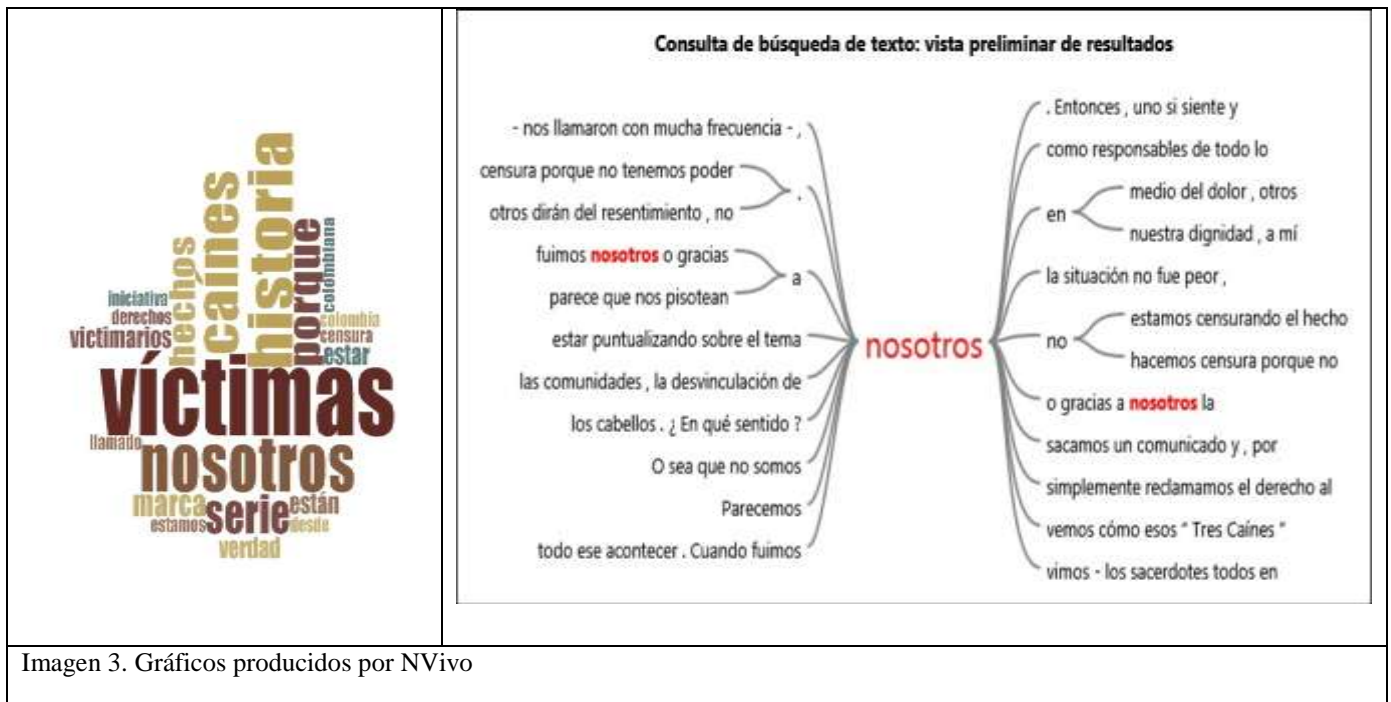 historia
caínes
porque
hechos
colombiana
iniciativa
derechos
victimarios
colombia
censura
estar
víctimas
llamado
nosotros
marca
estamos
serie
están
desde
verdad
Consulta de búsqueda de texto: vista preliminar de resultados
- nos llamaron con mucha frecuencia - ,
censura porque no tenemos poder
otros dirán del resentimiento , no
.
fuimos nosotros o gracias
parece que nos pisotean
a
estar puntualizando sobre el tema
las comunidades , la desvinculación de
los cabellos . ¿ En qué sentido ?
O sea que no somos
Parecemos
todo ese acontecer . Cuando fuimos
nosotros
. Entonces , uno si siente y
como responsables de todo lo
en
medio del dolor , otros
nuestra dignidad , a mí
la situación no fue peor ,
no
estamos censurando el hecho
hacemos censura porque no
o gracias a nosotros la
sacamos un comunicado y , por
simplemente reclamamos el derecho al
vemos cómo esos " Tres Caínes "
vimos - los sacerdotes todos en
Imagen 3. Gráficos producidos por NVivo